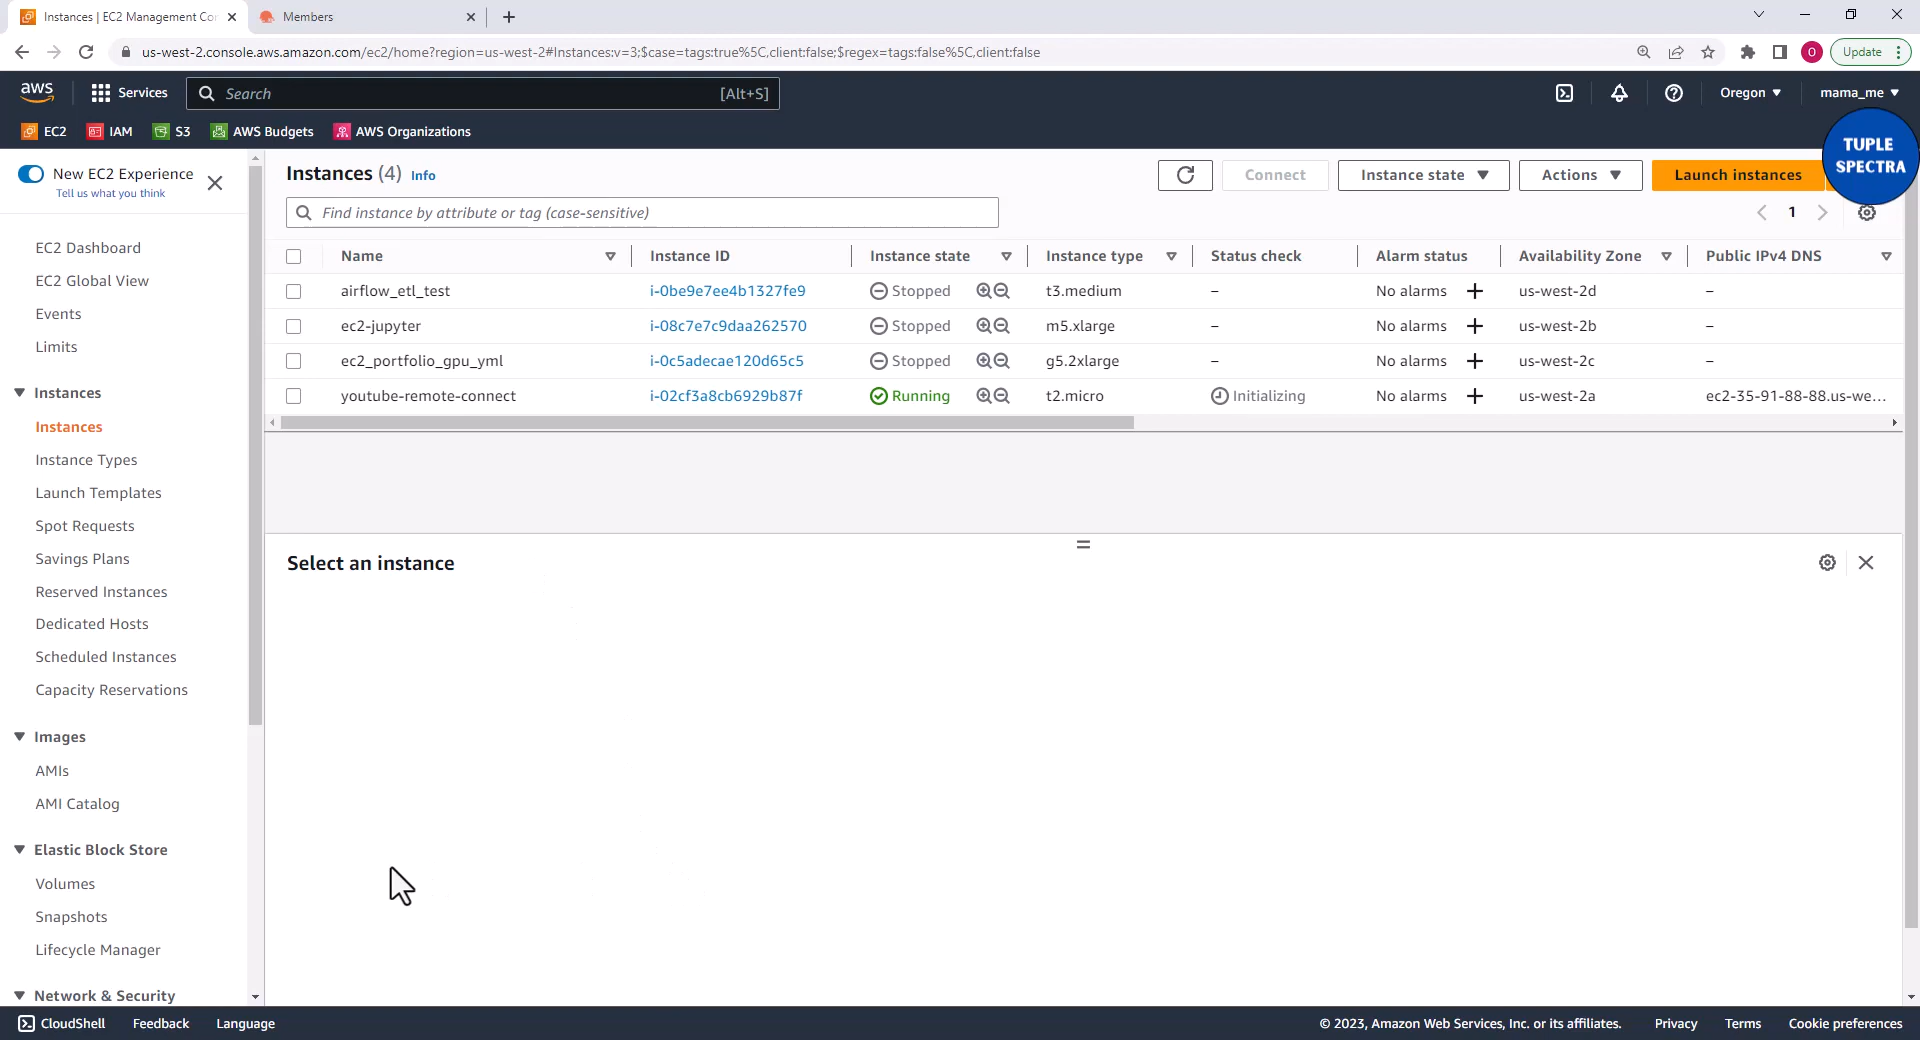 Instances | EC2 Management Cor
Members
us-west-2.console.aws.amazon.com/ec2/home?region=us-west-2#Instances:v=3;$case=tags:true%5C,client:false;$regex=tags:false%5C,client:false
O
Update
aws
Services
Search
[Alt+S]
Oregon
mama_me
EC2
IAM
S3
AWS Budgets
AWS Organizations
TUPLE
SPECTRA
New EC2 Experience
Tell us what you think
EC2 Dashboard
EC2 Global View
Events
Limits
Instances
Instances
Instance Types
Launch Templates
Spot Requests
Savings Plans
Reserved Instances
Dedicated Hosts
Scheduled Instances
Capacity Reservations
Images
AMIs
AMI Catalog
Elastic Block Store
Volumes
Snapshots
Lifecycle Manager
Network & Security
Instances (4) Info
Connect
Instance state
Actions
Launch instances
Find instance by attribute or tag (case-sensitive)
1
Name Instance ID Instance state Instance type Status check Alarm status Availability Zone Public IPv4 DNS
airflow_etl_test i-0be9e7ee4b1327fe9 Stopped t3.medium – No alarms + us-west-2d –
ec2-jupyter i-08c7e7c9daa262570 Stopped m5.xlarge – No alarms + us-west-2b –
ec2_portfolio_gpu_yml i-0c5adecae120d65c5 Stopped g5.2xlarge – No alarms + us-west-2c –
youtube-remote-connect i-02cf3a8cb6929b87f Running t2.micro Initializing No alarms + us-west-2a ec2-35-91-88-88.us-we...
Select an instance
CloudShell
Feedback
Language
© 2023, Amazon Web Services, Inc. or its affiliates.
Privacy
Terms
Cookie preferences